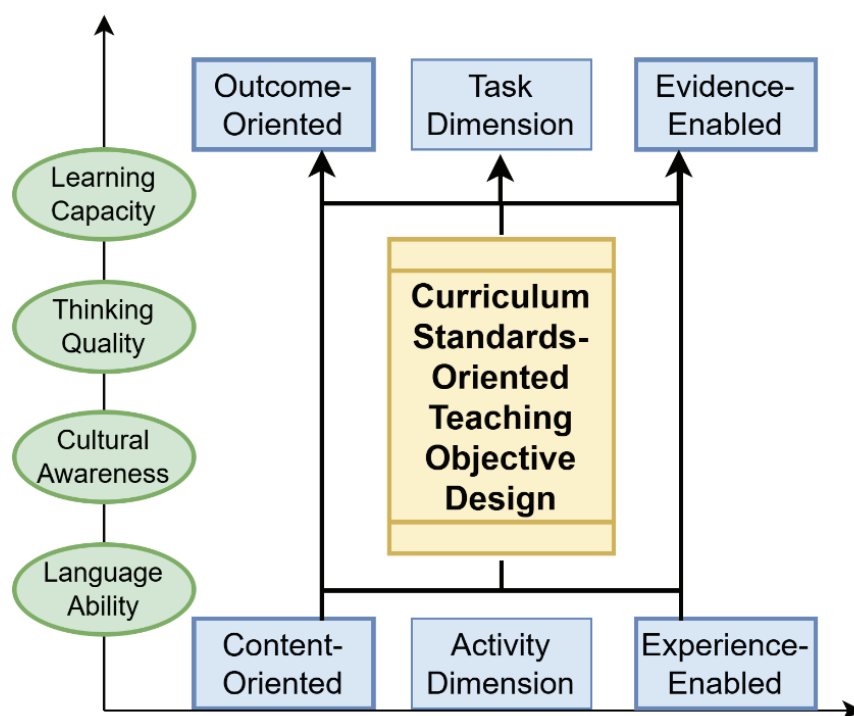 Outcome-
Oriented
Task
Dimension
Evidence-
Enabled
Learning
Capacity
Thinking
Quality
Cultural
Awareness
Language
Ability
Curriculum
Standards-
Oriented
Teaching
Objective
Design
Content-
Oriented
Activity
Dimension
Experience-
Enabled